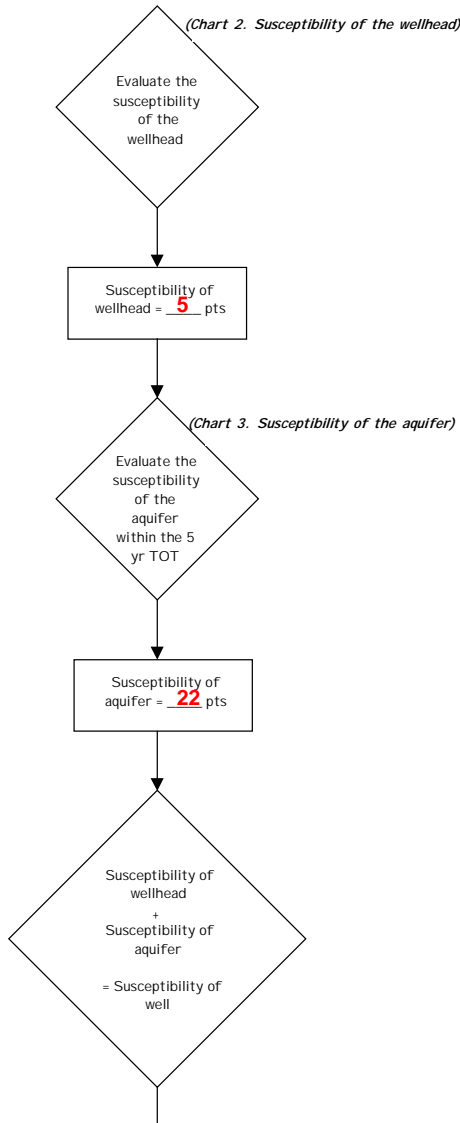 (Chart 2. Susceptibility of the wellhead)
Evaluate the
susceptibility
of the
wellhead
Susceptibility of
wellhead = __5__ pts
(Chart 3. Susceptibility of the aquifer)
Evaluate the
susceptibility
of the
aquifer
within the 5
yr TOT
Susceptibility of
aquifer = __22__ pts
Susceptibility of
wellhead
+
Susceptibility of
aquifer
= Susceptibility of
well